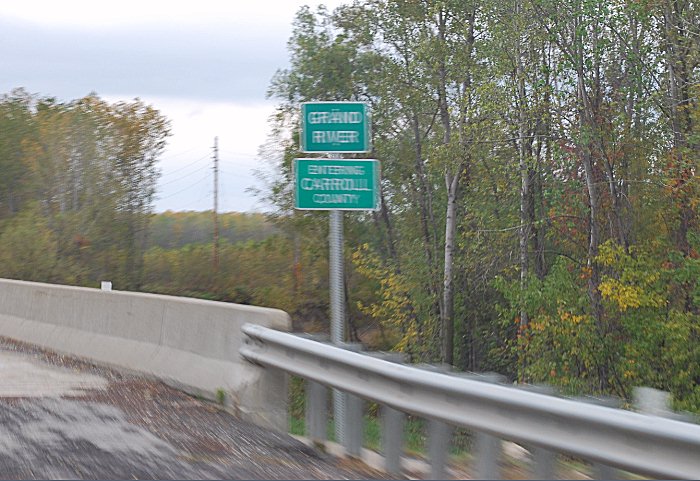 GRAND
RIVER
ENTERING
CARROLL
COUNTY